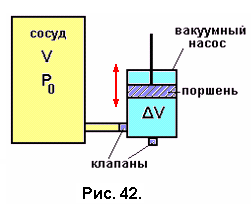 сосуд
V
P0
вакуумный
насос
поршень
ΔV
клапаны
Рис. 42.